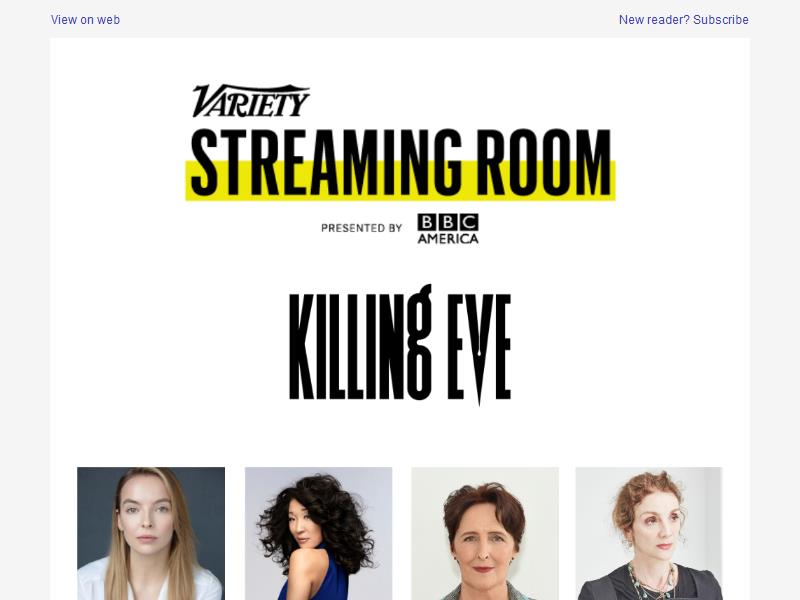 View on web
New reader? Subscribe
VARIETY
STREAMING ROOM
PRESENTED BY BBC AMERICA
KILLING EVE